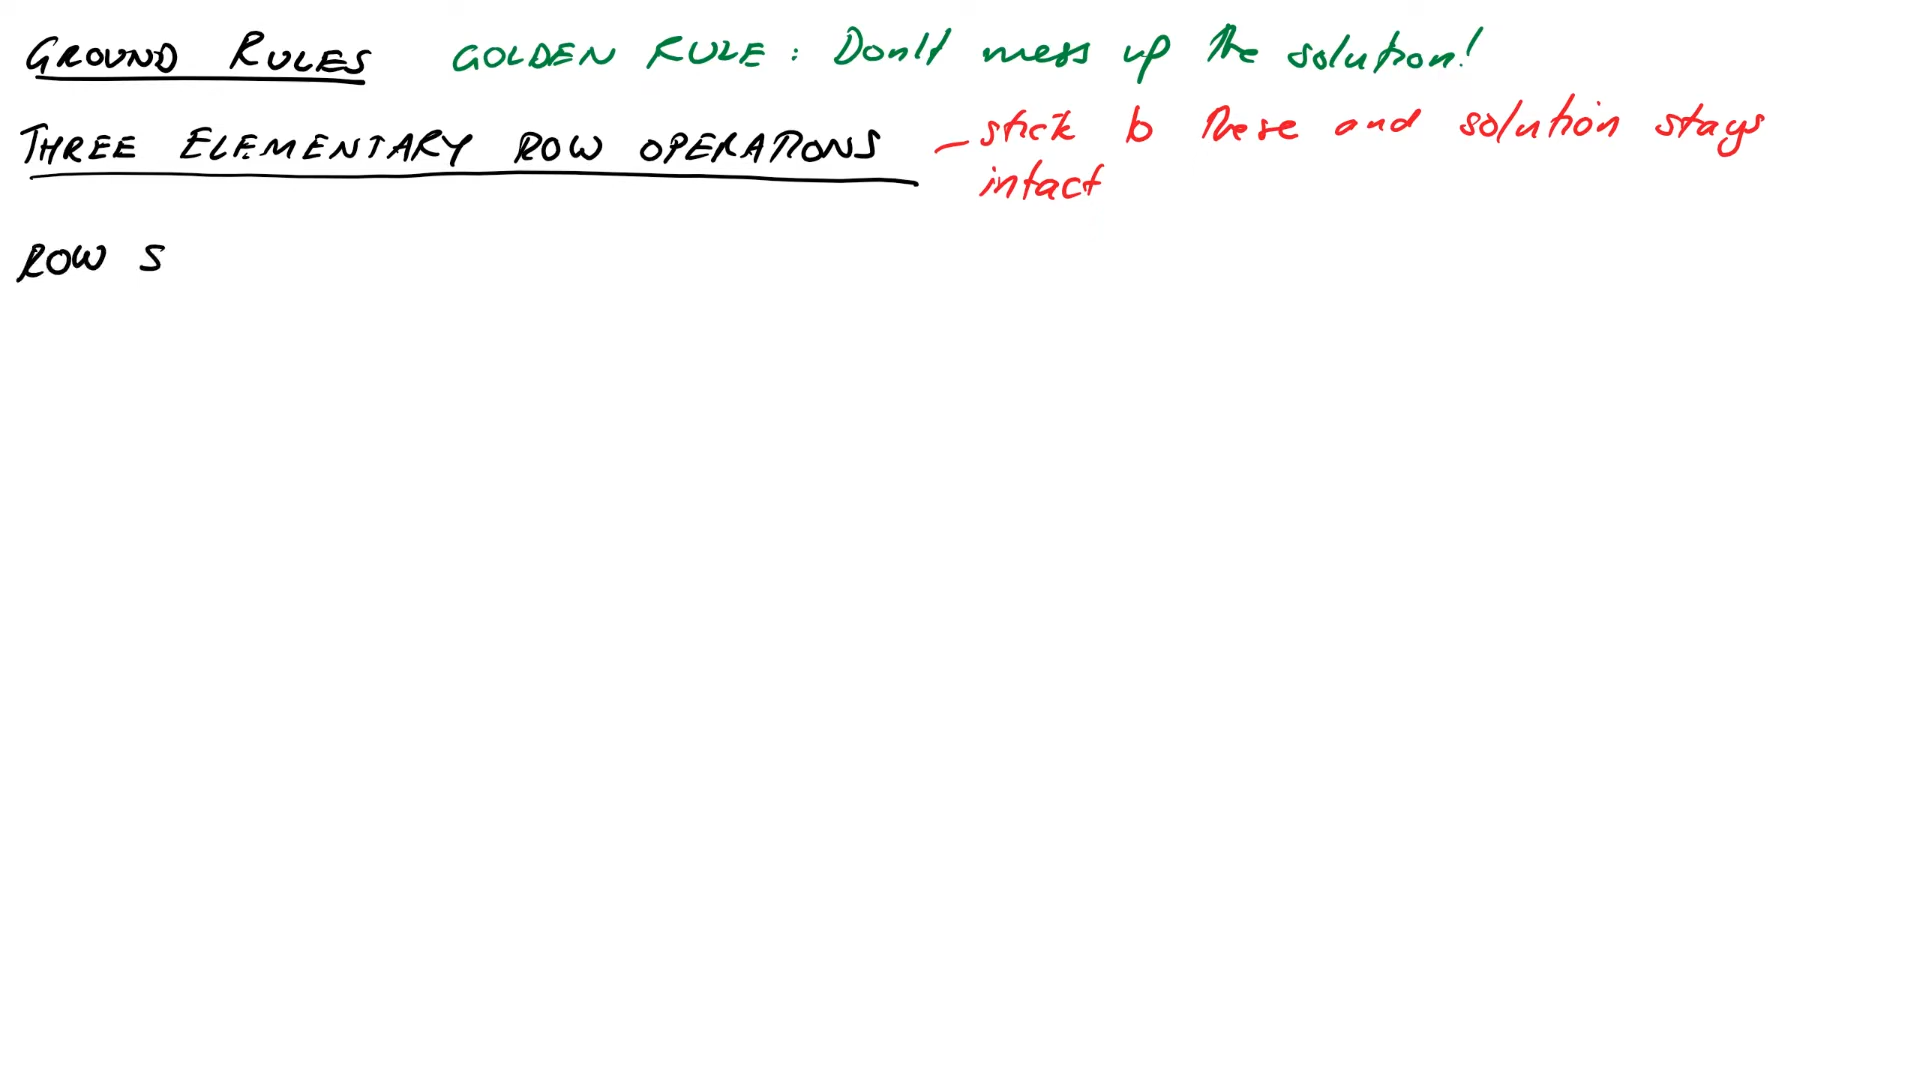 GROUND RULES GOLDEN RULE : Don't mess up the solution!
THREE ELEMENTARY ROW OPERATIONS - stick to these and solution stays
intact
ROW S